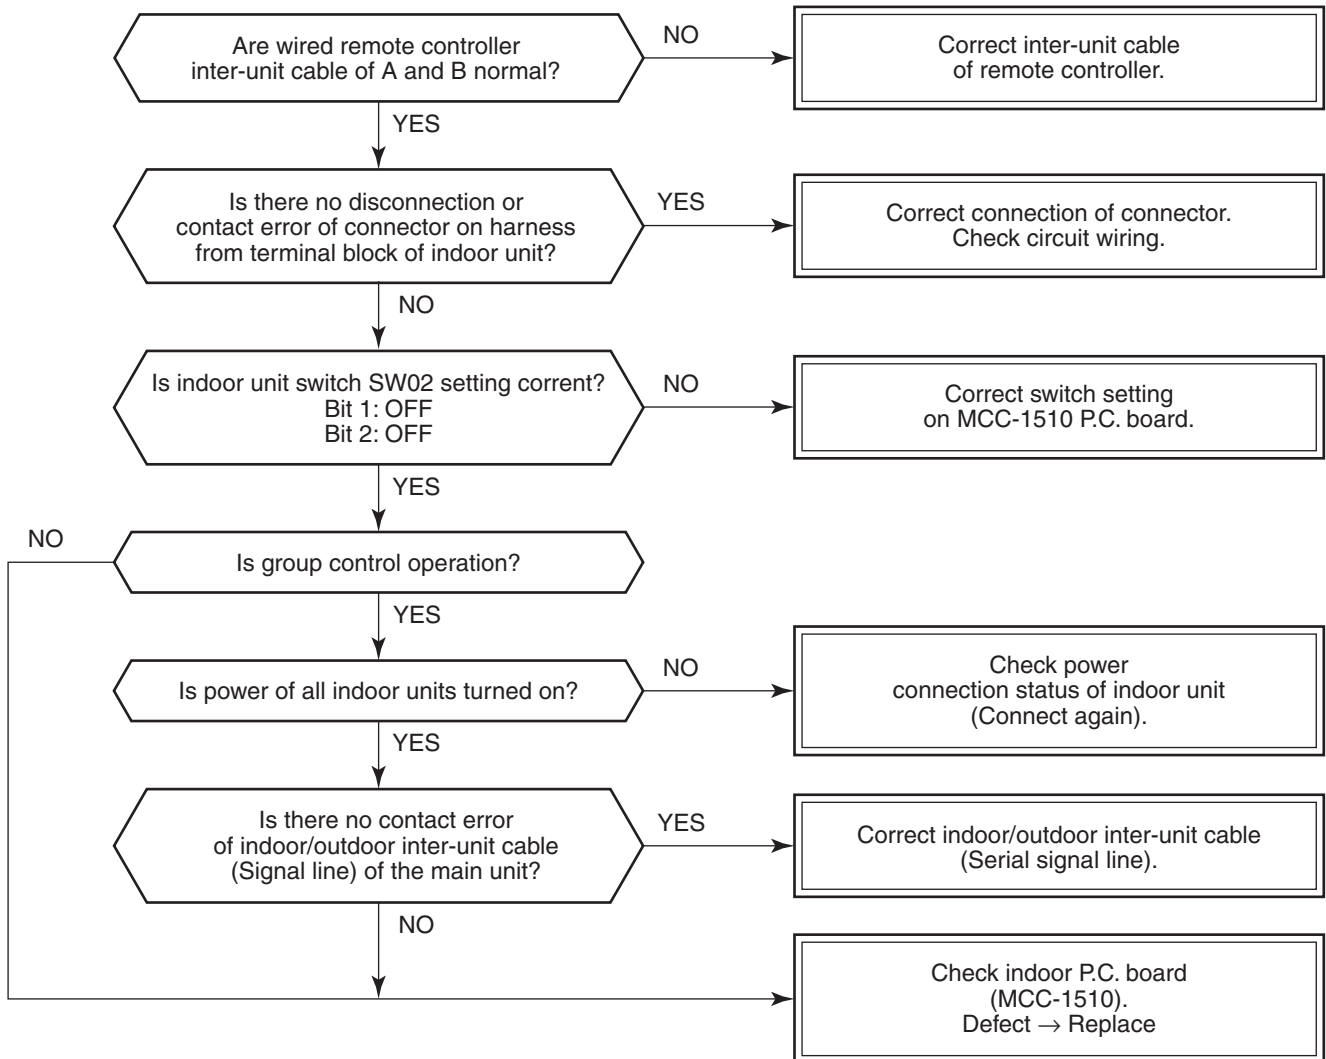 Are wired remote controller
inter-unit cable of A and B normal?
NO
Correct inter-unit cable
of remote controller.
YES
Is there no disconnection or
contact error of connector on harness
from terminal block of indoor unit?
YES
Correct connection of connector.
Check circuit wiring.
NO
Is indoor unit switch SW02 setting corrent?
Bit 1: OFF
Bit 2: OFF
NO
Correct switch setting
on MCC-1510 P.C. board.
YES
NO
Is group control operation?
YES
Is power of all indoor units turned on?
NO
Check power
connection status of indoor unit
(Connect again).
YES
Is there no contact error
of indoor/outdoor inter-unit cable
(Signal line) of the main unit?
YES
Correct indoor/outdoor inter-unit cable
(Serial signal line).
NO
Check indoor P.C. board
(MCC-1510).
Defect → Replace